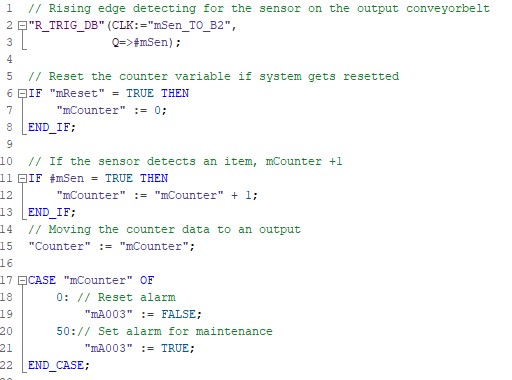 1 // Rising edge detecting for the sensor on the output conveyorbelt
2 "R_TRIG_DB"(CLK:="mSen_TO_B2",
3 Q=>#mSen);
4
5 // Reset the counter variable if system gets resetted
6 IF "mReset" = TRUE THEN
7 "mCounter" := 0;
8 END_IF;
9
10 // If the sensor detects an item, mCounter +1
11 IF #mSen = TRUE THEN
12 "mCounter" := "mCounter" + 1;
13 END_IF;
14 // Moving the counter data to an output
15 "Counter" := "mCounter";
16
17 CASE "mCounter" OF
18 0: // Reset alarm
19 "mA003" := FALSE;
20 50:// Set alarm for maintenance
21 "mA003" := TRUE;
22 END_CASE;